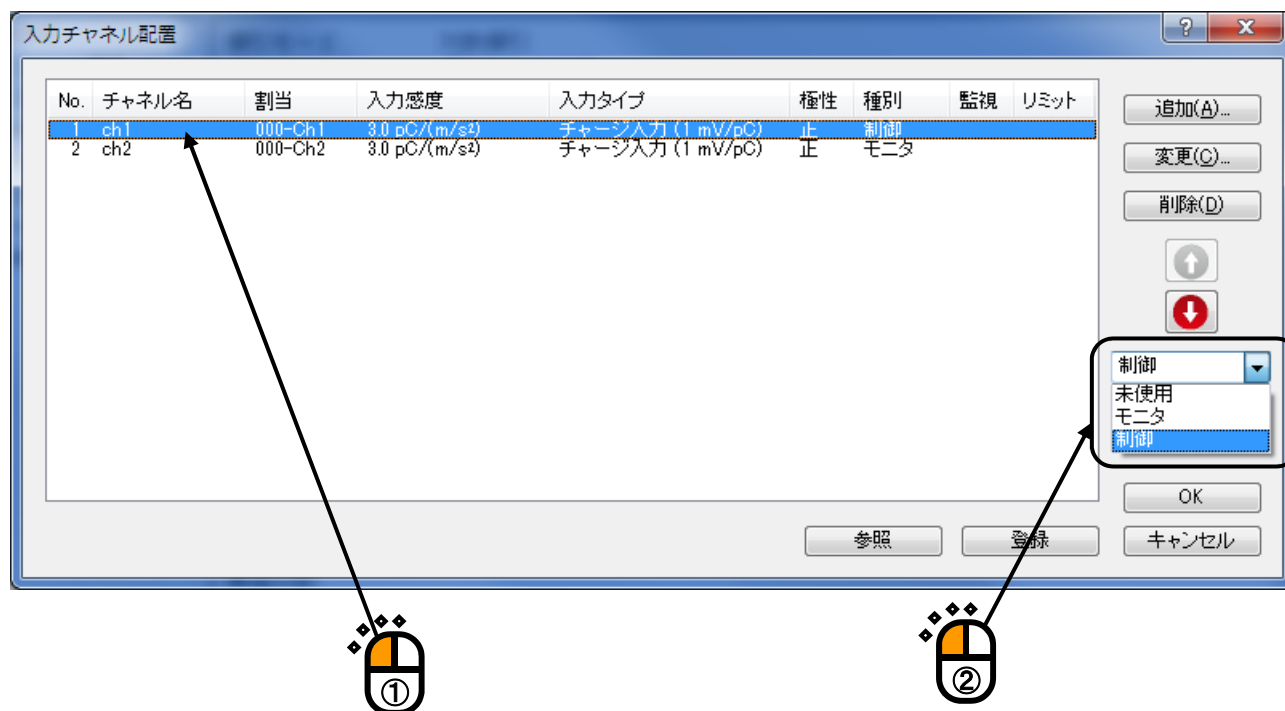 入力チャネル配置
No. チャネル名 割当 入力感度 入力タイプ 極性 種別 監視 リミット
1 ch1 000-Ch1 3.0 pC/(m/s²) チャージ入力 (1 mV/pC) 正 制御
2 ch2 000-Ch2 3.0 pC/(m/s²) チャージ入力 (1 mV/pC) 正 モニタ
追加(A)...
変更(C)...
削除(D)
制御
未使用
モニタ
制御
OK
参照 登録 キャンセル
① ②